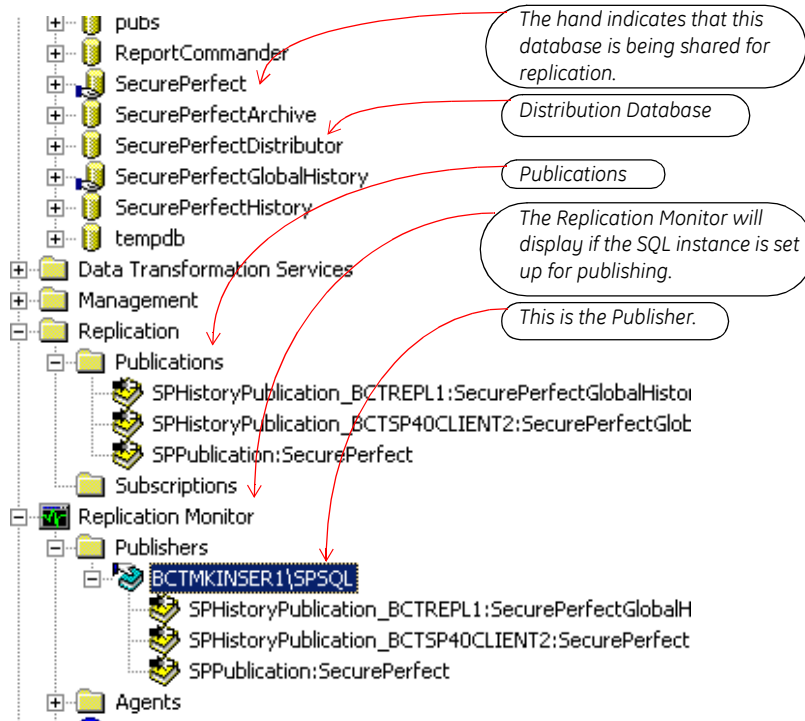 pubs
ReportCommander
SecurePerfect
SecurePerfectArchive
SecurePerfectDistributor
SecurePerfectGlobalHistory
SecurePerfectHistory
tempdb
Data Transformation Services
Management
Replication
Publications
SPHistoryPublication_BCTREPL1:SecurePerfectGlobalHistor
SPHistoryPublication_BCTSP40CLIENT2:SecurePerfectGlob
SPPublication:SecurePerfect
Subscriptions
Replication Monitor
Publishers
BCTMKINSER1\SPSQL
SPHistoryPublication_BCTREPL1:SecurePerfectGlobalH
SPHistoryPublication_BCTSP40CLIENT2:SecurePerfect
SPPublication:SecurePerfect
Agents
The hand indicates that this
database is being shared for
replication.
Distribution Database
Publications
The Replication Monitor will
display if the SQL instance is set
up for publishing.
This is the Publisher.